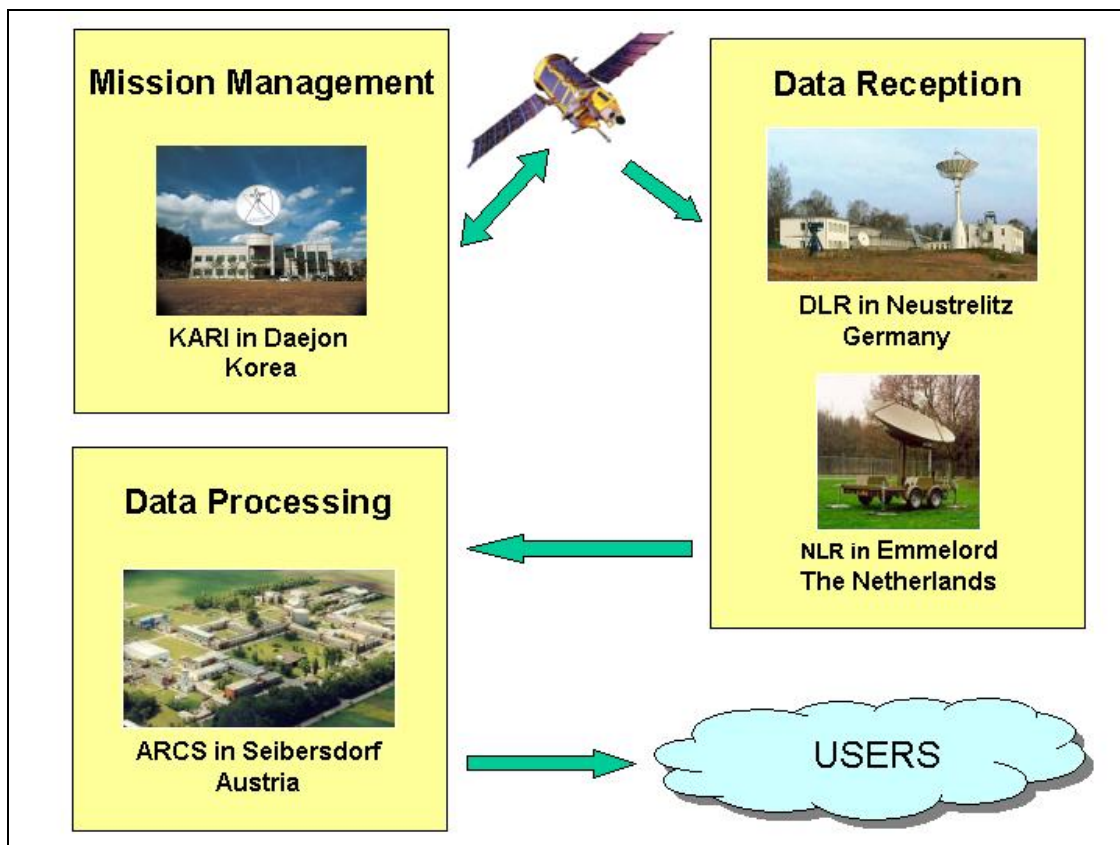 Mission Management
KARI in Daejon
Korea
Data Reception
DLR in Neustrelitz
Germany
NLR in Emmelord
The Netherlands
Data Processing
ARCS in Seibersdorf
Austria
USERS